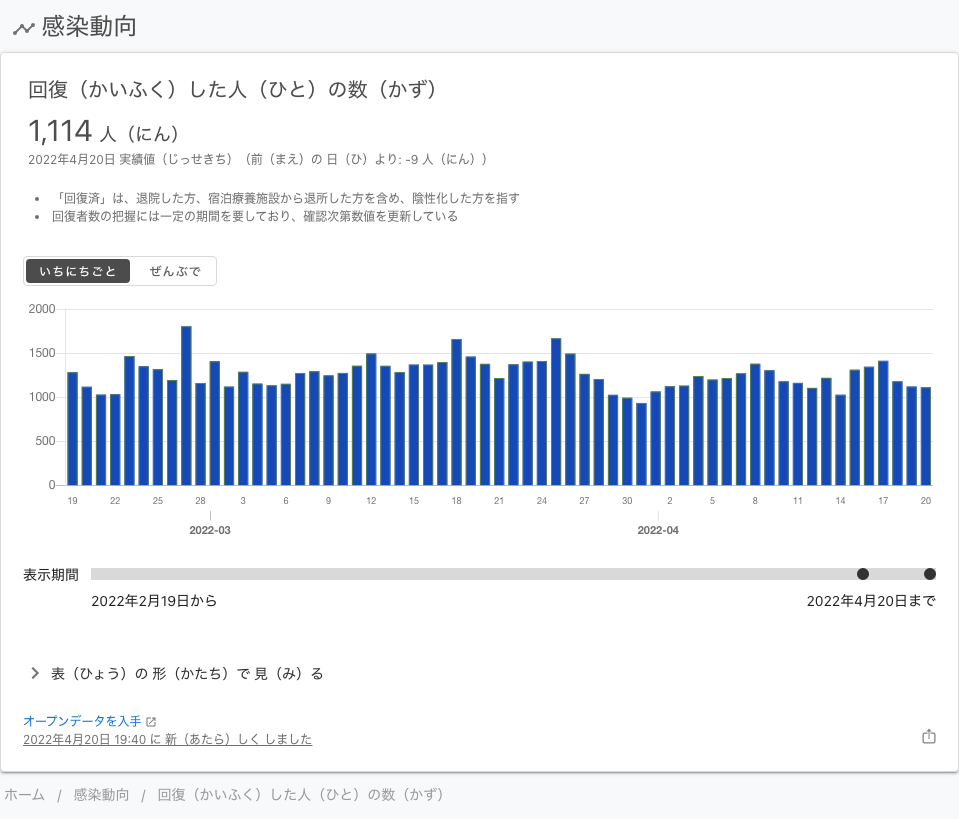 感染動向
回復（かいふく）した人（ひと）の数（かず）
1,114 人（にん）
2022年4月20日 実績値（じっせきち）（前（まえ）の 日（ひ）より: -9 人（にん））
• 「回復済」は、退院した方、宿泊療養施設から退所した方を含め、陰性化した方を指す
• 回復者数の把握には一定の期間を要しており、確認次第数値を更新している
いちにちごと ぜんぶで
2000
1500
1000
500
0
19 22 25 28 3 6 9 12 15 18 21 24 27 30 2 5 8 11 14 17 20
2022-03 2022-04
表示期間
2022年2月19日から 2022年4月20日まで
表（ひょう）の 形（かたち）で 見（み）る
オープンデータを入手
2022年4月20日 19:40 に 新（あたら）しく しました
ホーム / 感染動向 / 回復（かいふく）した人（ひと）の数（かず）